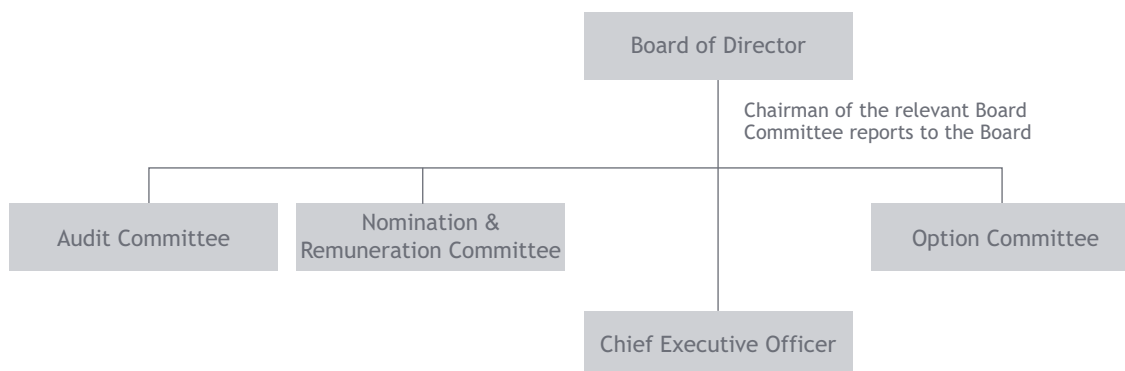 Board of Director
Chairman of the relevant Board
Committee reports to the Board
Audit Committee
Nomination &
Remuneration Committee
Option Committee
Chief Executive Officer